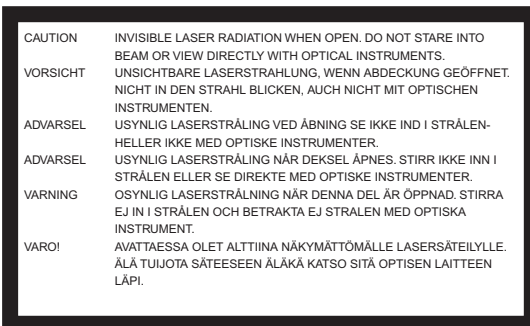 CAUTION INVISIBLE LASER RADIATION WHEN OPEN. DO NOT STARE INTO
BEAM OR VIEW DIRECTLY WITH OPTICAL INSTRUMENTS.
VORSICHT UNSICHTBARE LASERSTRAHLUNG, WENN ABDECKUNG GEÖFFNET.
NICHT IN DEN STRAHL BLICKEN, AUCH NICHT MIT OPTISCHEN
INSTRUMENTEN.
ADVARSEL USYNLIG LASERSTRÅLING VED ÅBNING SE IKKE IND I STRÅLEN-
HELLER IKKE MED OPTISKE INSTRUMENTER.
ADVARSEL USYNLIG LASERSTRÅLING NÅR DEKSEL ÅPNES. STIRR IKKE INN I
STRÅLEN ELLER SE DIREKTE MED OPTISKE INSTRUMENTER.
VARNING OSYNLIG LASERSTRÅLNING NÄR DENNA DEL ÄR ÖPPNAD. STIRRA
EJ IN I STRÅLEN OCH BETRAKTA EJ STRALEN MED OPTISKA
INSTRUMENT.
VARO! AVATTAESSA OLET ALTTIINA NÄKYMÄTTÖMÄLLE LASERSÄTEILYLLE.
ÄLÄ TUIJOTA SÄTEESEEN ÄLÄKÄ KATSO SITÄ OPTISEN LAITTEEN
LÄPI.